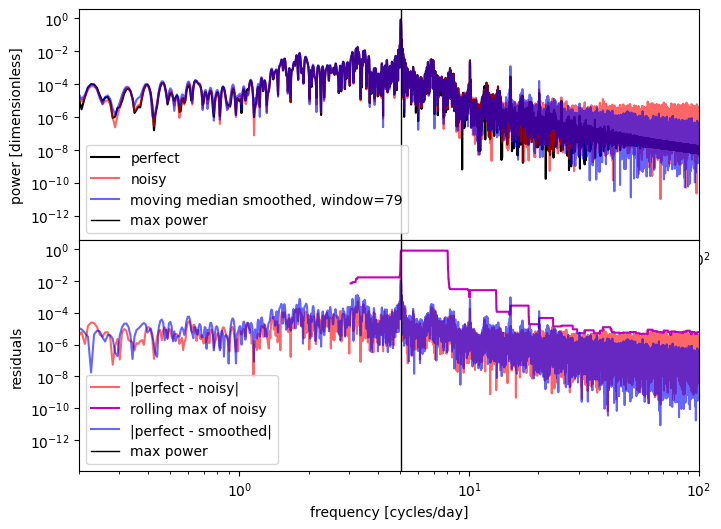 power [dimensionless]
10⁰
10⁻²
10⁻⁴
10⁻⁶
10⁻⁸
10⁻¹⁰
10⁻¹²
perfect
noisy
moving median smoothed, window=79
max power
residuals
10⁰
10⁻²
10⁻⁴
10⁻⁶
10⁻⁸
10⁻¹⁰
10⁻¹²
|perfect - noisy|
rolling max of noisy
|perfect - smoothed|
max power
10⁰
10¹
10²
frequency [cycles/day]